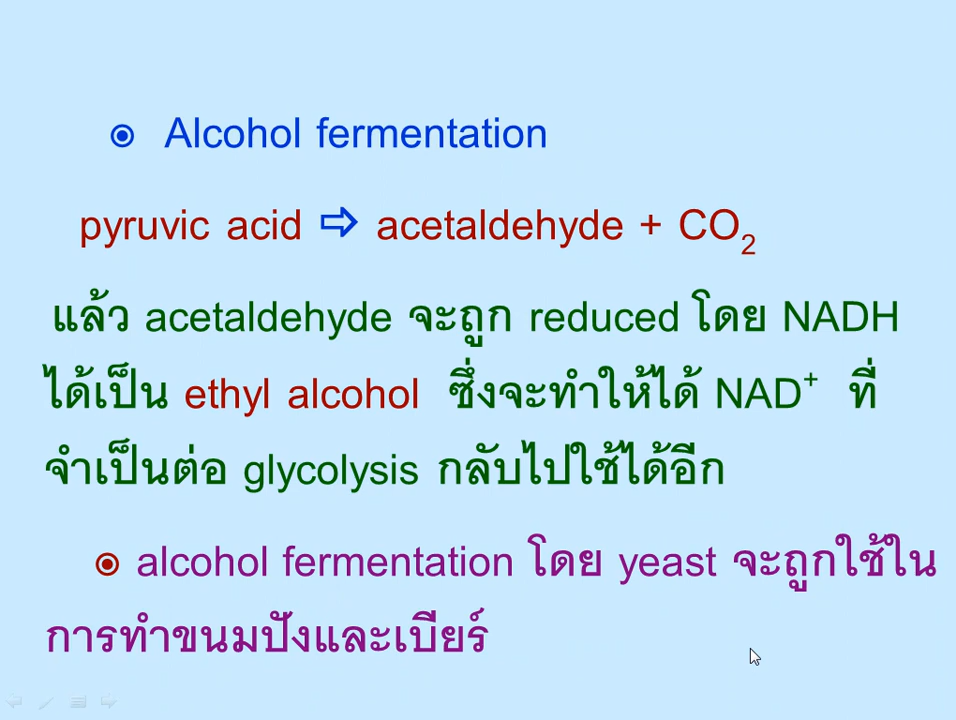 Alcohol fermentation
pyruvic acid ⇨ acetaldehyde + CO₂
แล้ว acetaldehyde จะถูก reduced โดย NADH
ได้เป็น ethyl alcohol ซึ่งจะทำให้ได้ NAD⁺ ที่
จำเป็นต่อ glycolysis กลับไปใช้ได้อีก
alcohol fermentation โดย yeast จะถูกใช้ใน
การทำขนมปังและเบียร์